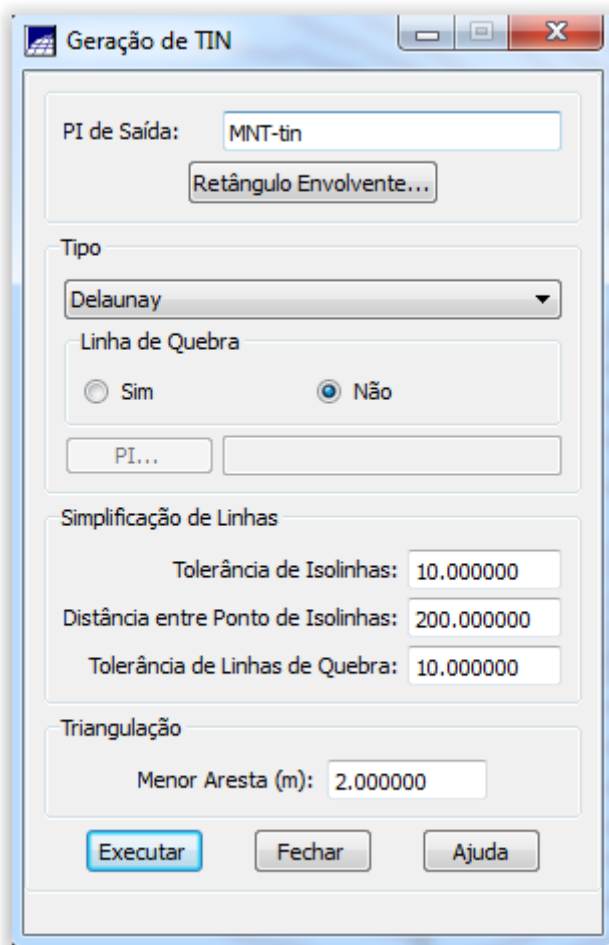 Geração de TIN
PI de Saída: MNT-tin
Retângulo Envolvente...
Tipo
Delaunay
Linha de Quebra
Sim Não
PI...
Simplificação de Linhas
Tolerância de Isolinhas: 10.000000
Distância entre Ponto de Isolinhas: 200.000000
Tolerância de Linhas de Quebra: 10.000000
Triangulação
Menor Aresta (m): 2.000000
Executar Fechar Ajuda